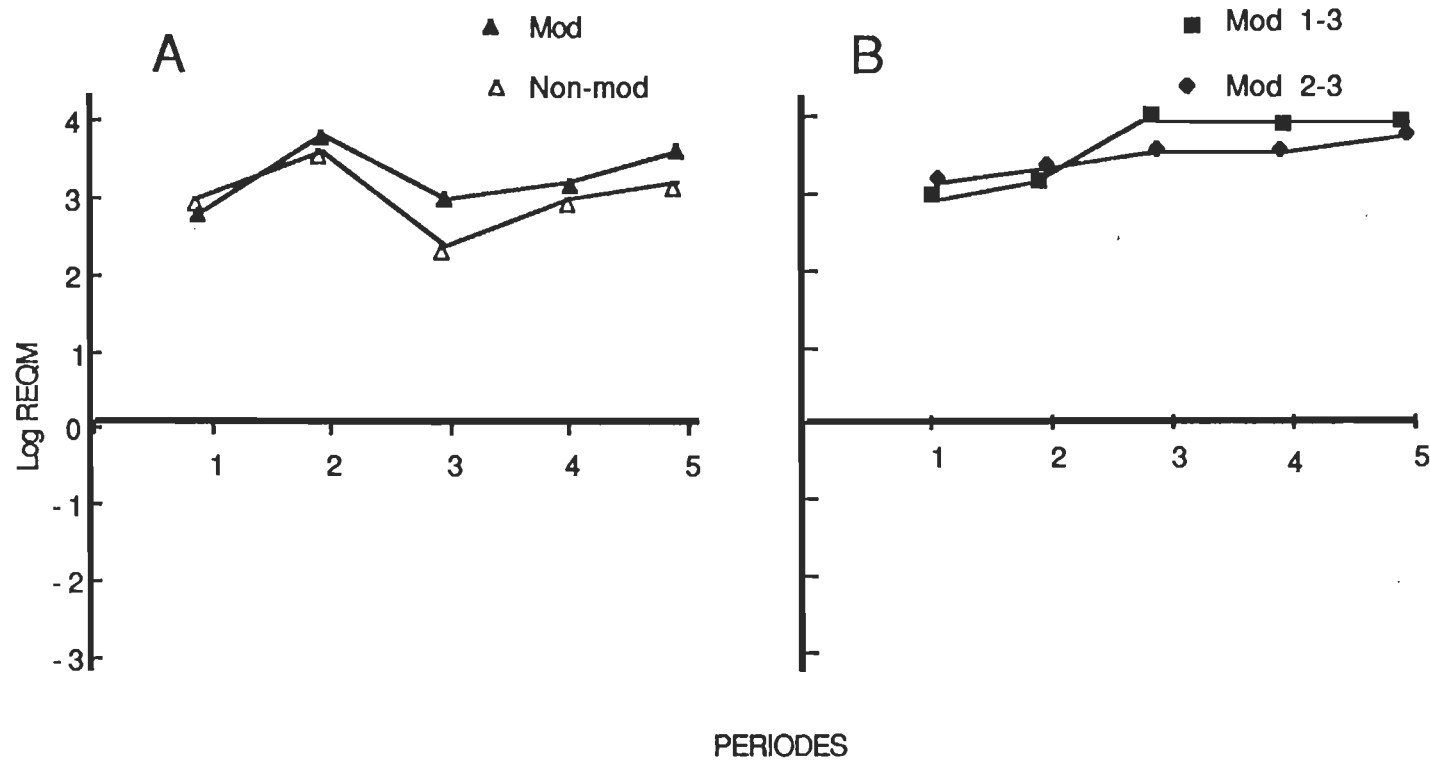 A
Mod
Non-mod
B
Mod 1-3
Mod 2-3
4
3
2
1
0
-1
-2
-3
Log REQM
1 2 3 4 5
1 2 3 4 5
PERIODES